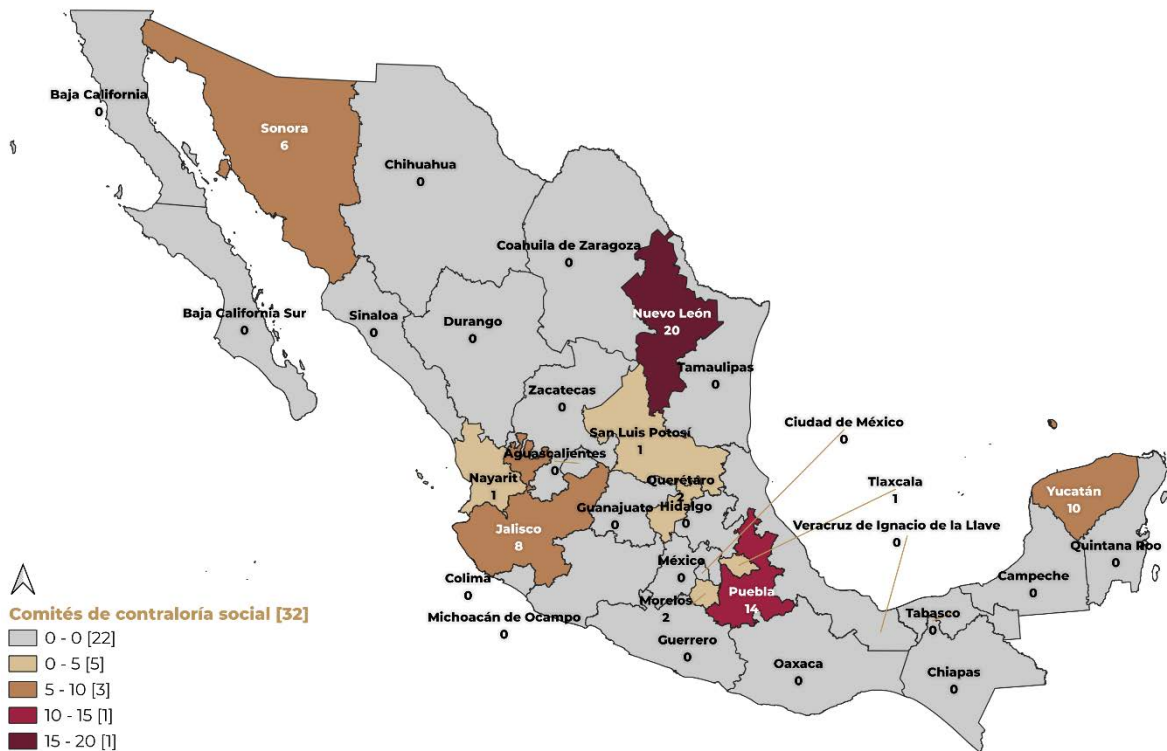 Baja California
0
Sonora
6
Chihuahua
0
Coahuila de Zaragoza
0
Nuevo León
20
Baja California Sur
0
Sinaloa
0
Durango
0
Tamaulipas
0
Zacatecas
0
Ciudad de México
0
San Luis Potosí
1
Aguascalientes
0
Nayarit
1
Querétaro
2
Tlaxcala
1
Yucatán
10
Guanajuato
0
Hidalgo
0
Jalisco
8
Veracruz de Ignacio de la Llave
0
Quintana Roo
0
México
0
Campeche
0
Colima
0
Puebla
14
Morelos
2
Michoacán de Ocampo
0
Tabasco
0
Guerrero
0
Oaxaca
0
Chiapas
0
Comités de contraloría social [32]
0 - 0 [22]
0 - 5 [5]
5 - 10 [3]
10 - 15 [1]
15 - 20 [1]